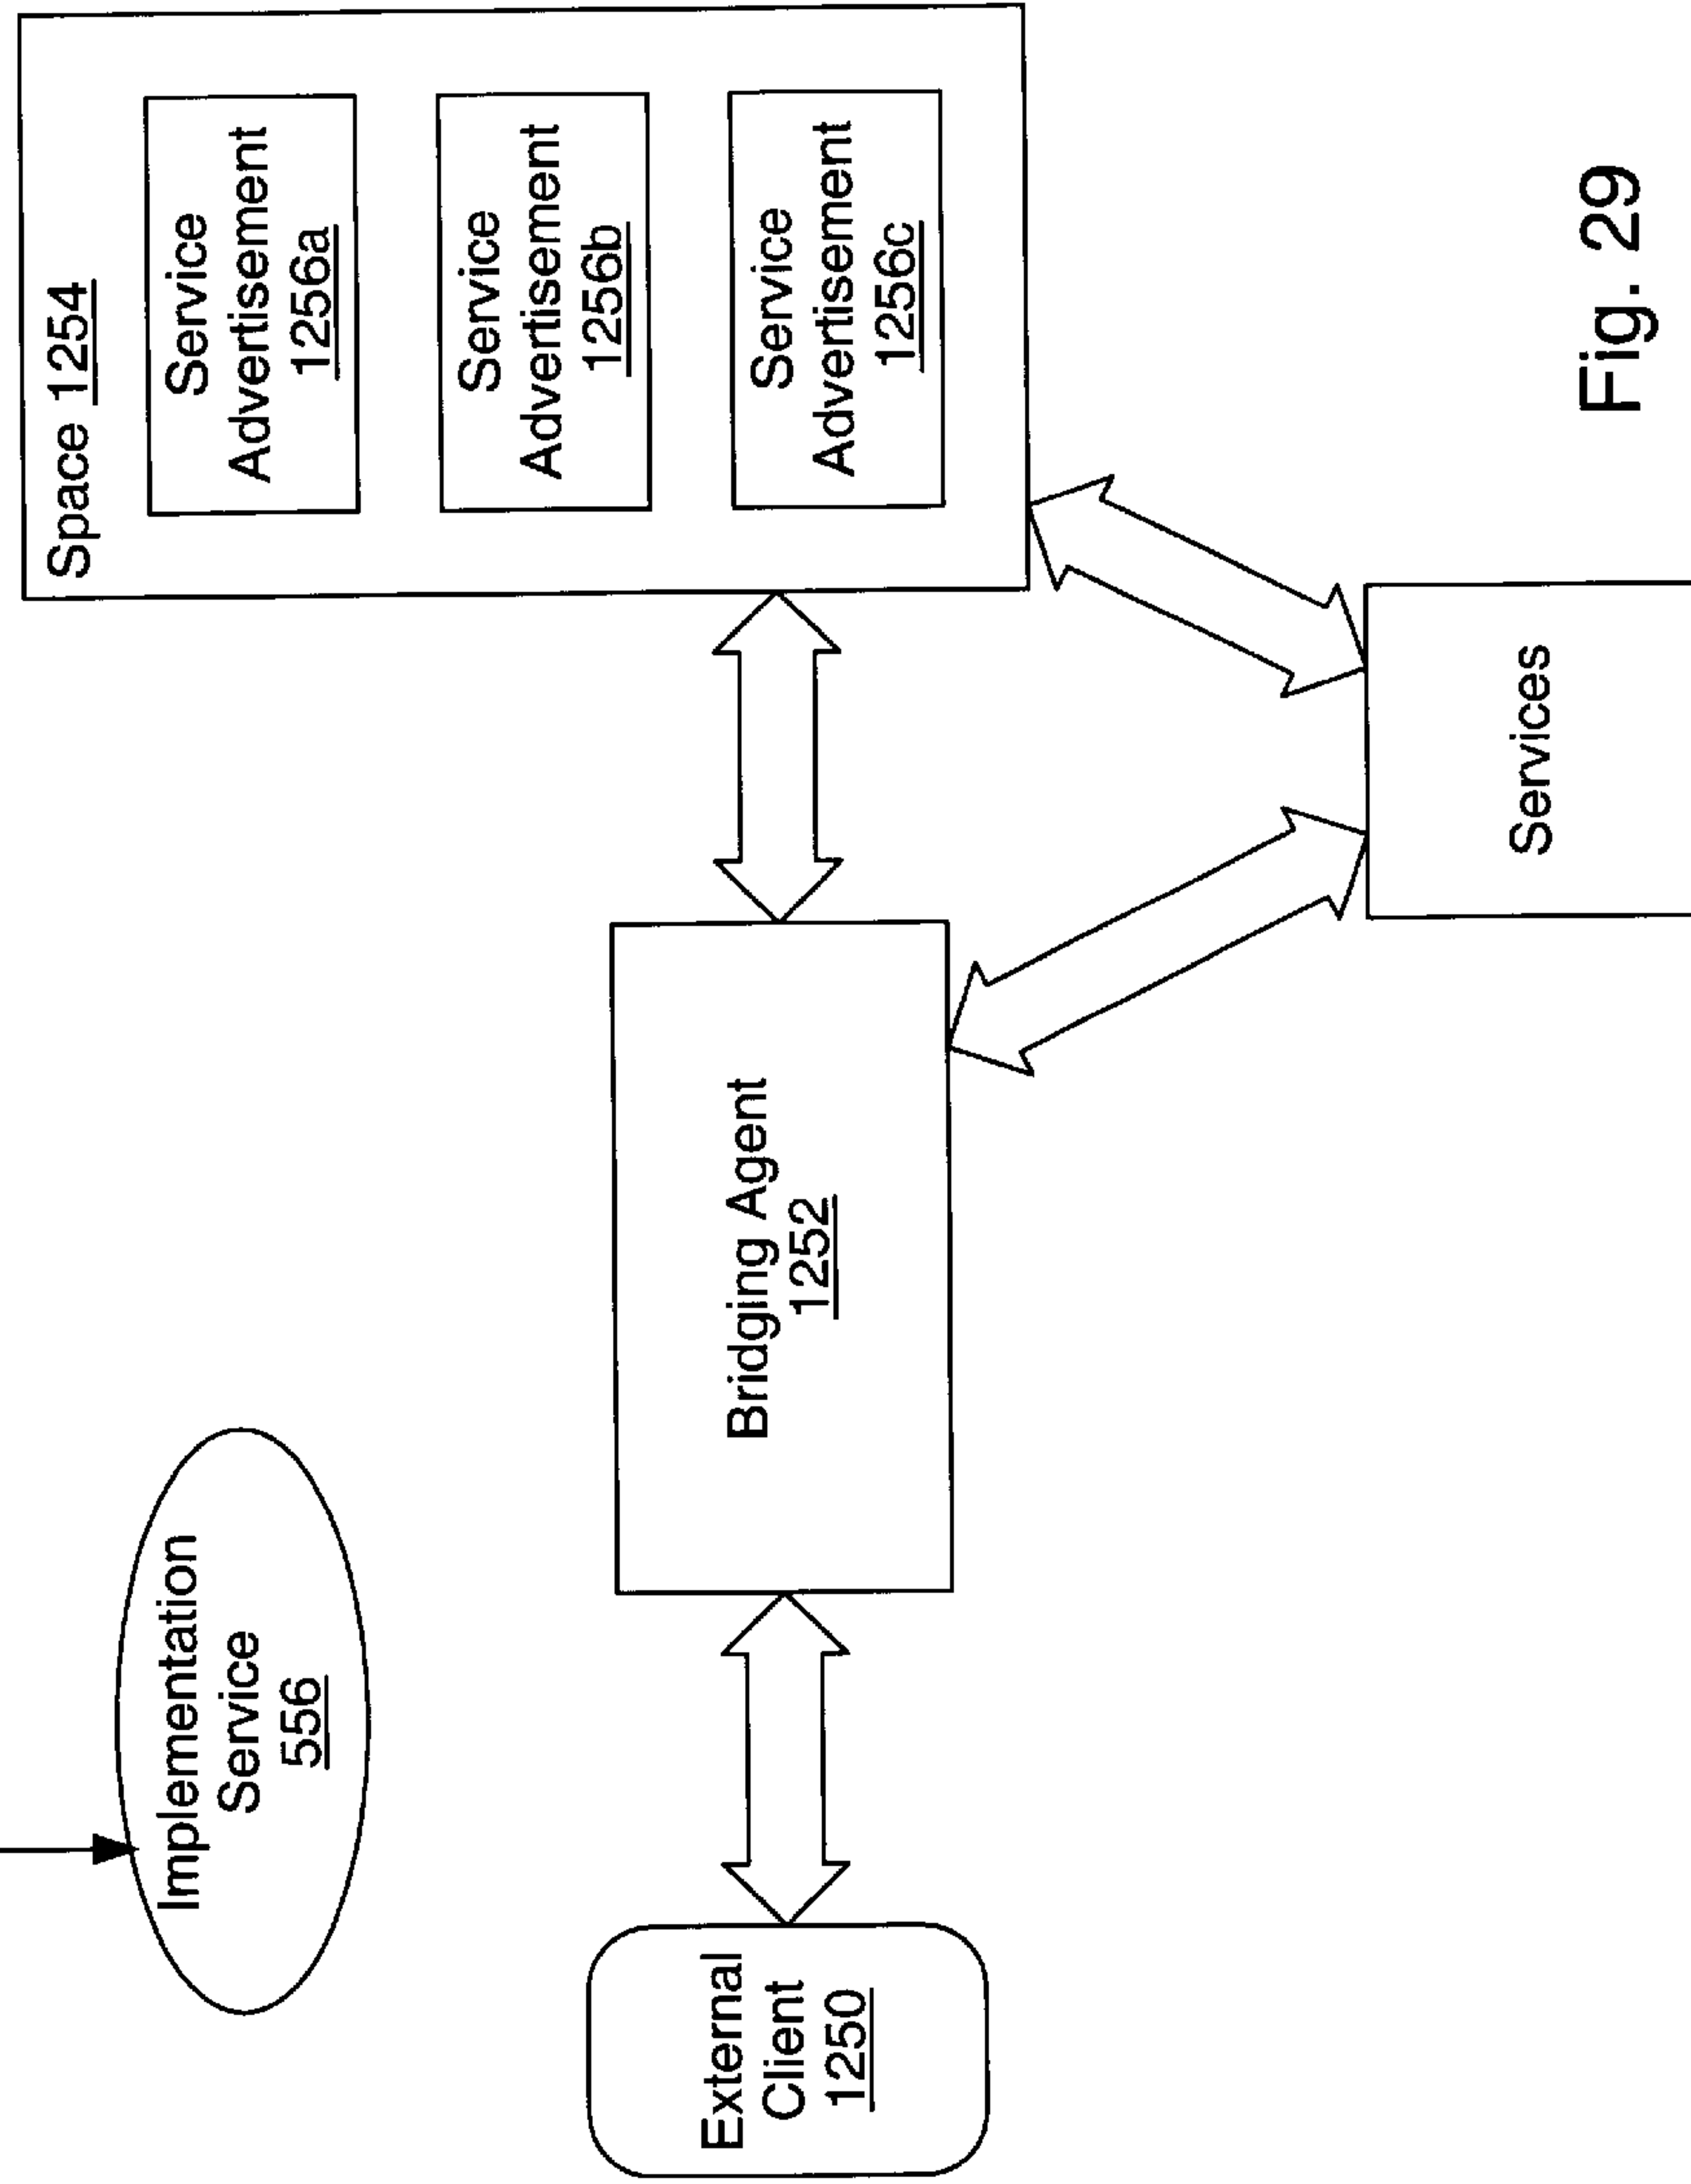 Implementation
Service
556
Space 1254
Service
Advertisement
1256a
Service
Advertisement
1256b
Service
Advertisement
1256c
External
Client
1250
Bridging Agent
1252
Services
Fig. 29